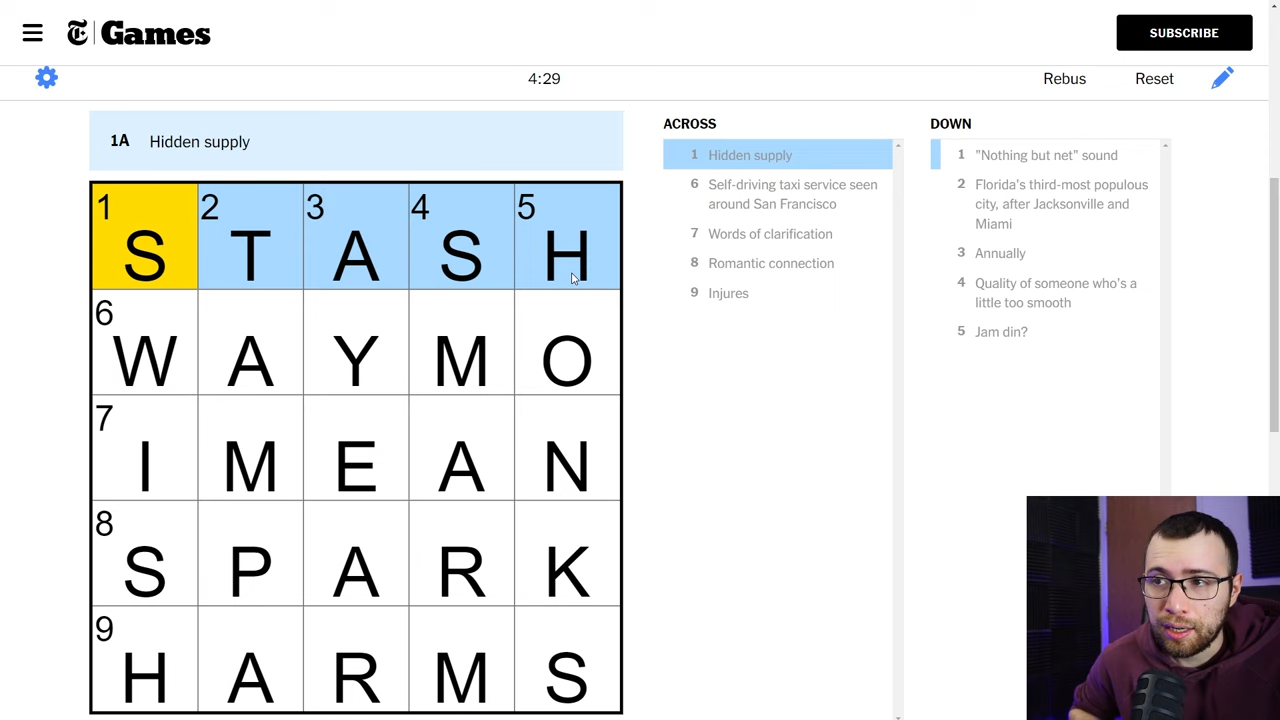 Games
SUBSCRIBE
4:29
Rebus
Reset
1A Hidden supply
1 S 2 T 3 A 4 S 5 H
6 W A Y M O
7 I M E A N
8 S P A R K
9 H A R M S
ACROSS
1 Hidden supply
6 Self-driving taxi service seen
around San Francisco
7 Words of clarification
8 Romantic connection
9 Injures
DOWN
1 "Nothing but net" sound
2 Florida's third-most populous
city, after Jacksonville and
Miami
3 Annually
4 Quality of someone who's a
little too smooth
5 Jam din?